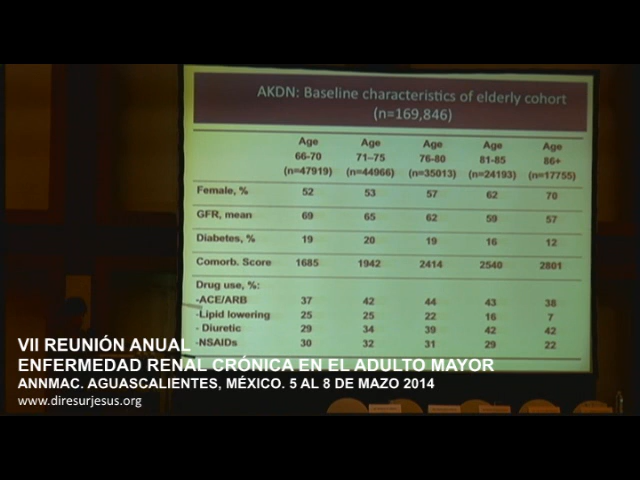 AKDN: Baseline characteristics of elderly cohort
(n=169,846)
Age 66-70 (n=47919) Age 71–75 (n=44966) Age 76-80 (n=35013) Age 81-85 (n=24193) Age 86+ (n=17755)
Female, % 52 53 57 62 70
GFR, mean 69 65 62 59 57
Diabetes, % 19 20 19 16 12
Comorb. Score 1685 1942 2414 2540 2801
Drug use, %:
-ACE/ARB 37 42 44 43 38
-Lipid lowering 25 25 22 16 7
- Diuretic 29 34 39 42 42
-NSAIDs 30 32 31 29 22
VII REUNIÓN ANUAL
ENFERMEDAD RENAL CRÓNICA EN EL ADULTO MAYOR
ANNMAC. AGUASCALIENTES, MÉXICO. 5 AL 8 DE MAZO 2014
www.diresurjesus.org